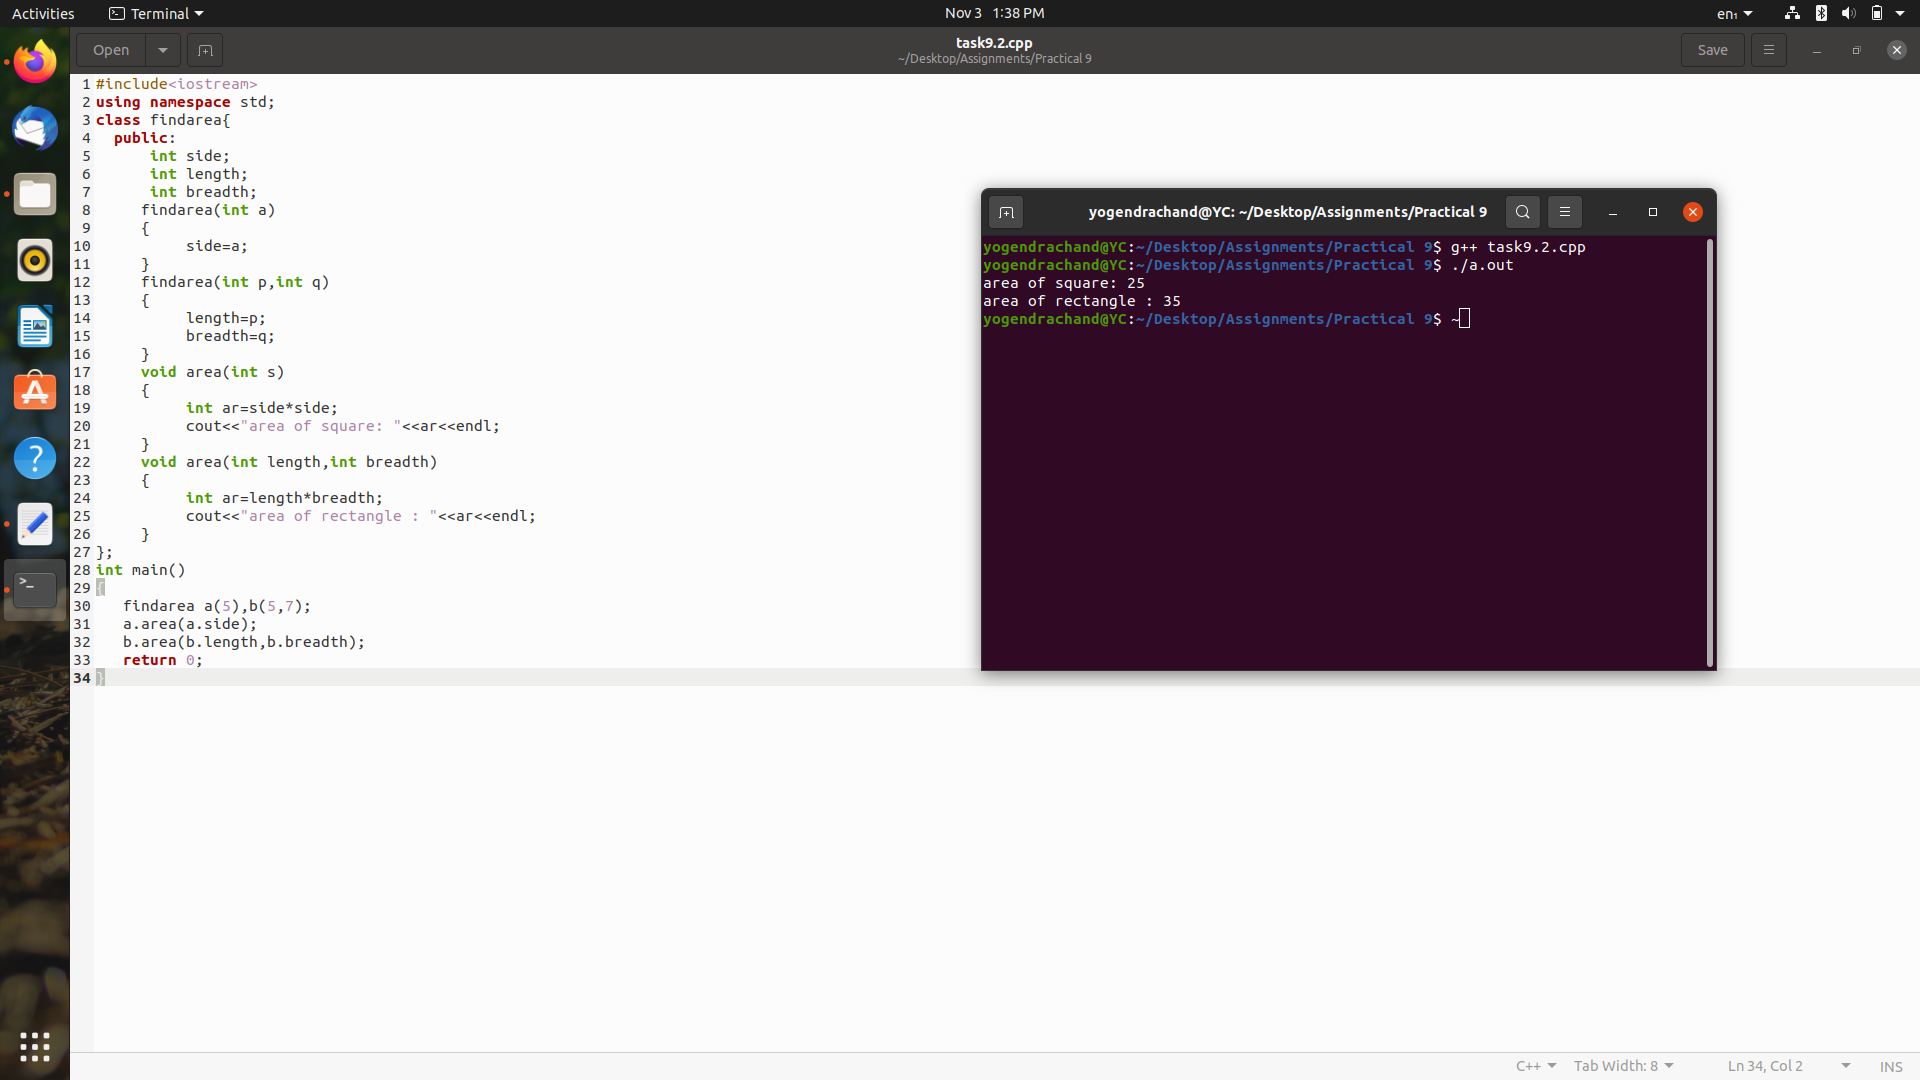 Activities
Terminal
Nov 3 1:38 PM
en₁
Open
task9.2.cpp
~/Desktop/Assignments/Practical 9
Save
1 #include<iostream>
2 using namespace std;
3 class findarea{
4   public:
5       int side;
6       int length;
7       int breadth;
8      findarea(int a)
9      {
10          side=a;
11     }
12     findarea(int p,int q)
13     {
14          length=p;
15          breadth=q;
16     }
17     void area(int s)
18     {
19          int ar=side*side;
20          cout<<"area of square: "<<ar<<endl;
21     }
22     void area(int length,int breadth)
23     {
24          int ar=length*breadth;
25          cout<<"area of rectangle : "<<ar<<endl;
26     }
27 };
28 int main()
29 {
30   findarea a(5),b(5,7);
31   a.area(a.side);
32   b.area(b.length,b.breadth);
33   return 0;
34 }
yogendrachand@YC: ~/Desktop/Assignments/Practical 9
yogendrachand@YC:~/Desktop/Assignments/Practical 9$ g++ task9.2.cpp
yogendrachand@YC:~/Desktop/Assignments/Practical 9$ ./a.out
area of square: 25
area of rectangle : 35
yogendrachand@YC:~/Desktop/Assignments/Practical 9$ ~
C++
Tab Width: 8
Ln 34, Col 2
INS